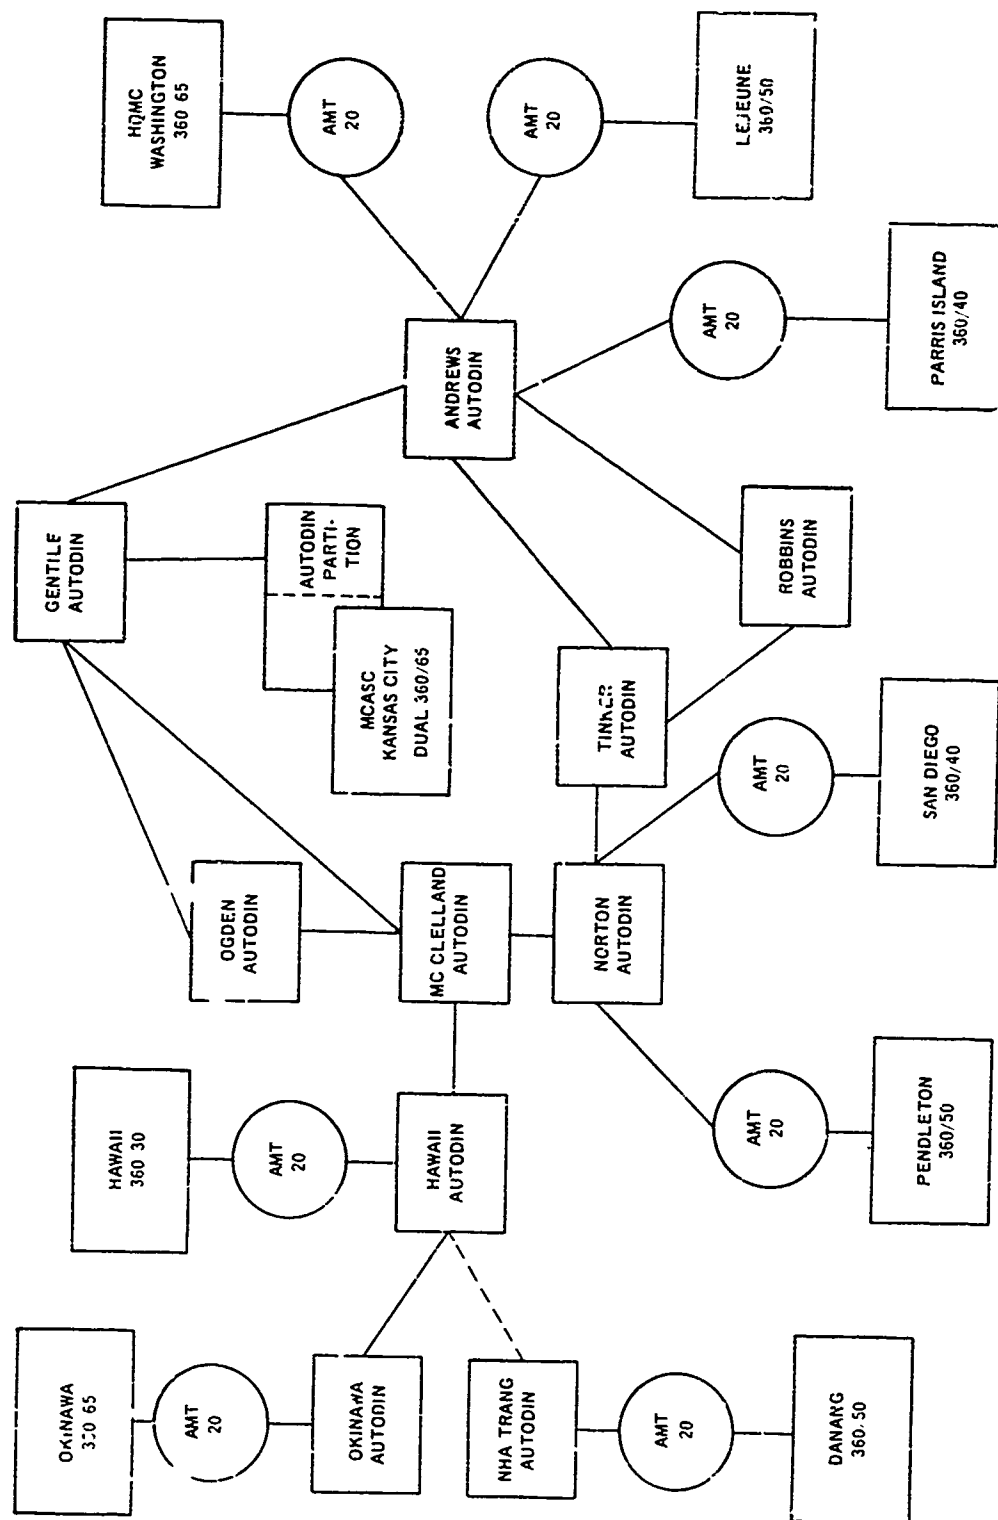 DANANG
360/50
AMT
20
NHA TRANG
AUTODIN
OKINAWA
AUTODIN
AMT
20
OKINAWA
360 65
PENDLETON
360/50
AMT
20
HAWAII
AUTODIN
AMT
20
HAWAII
360 30
NORTON
AUTODIN
MC CLELLAND
AUTODIN
OGDEN
AUTODIN
SAN DIEGO
360/40
AMT
20
TINKER
AUTODIN
MCASC
KANSAS CITY
DUAL 360/65
ROBBINS
AUTODIN
AUTODIN
PARTI-
TION
GENTILE
AUTODIN
ANDREWS
AUTODIN
PARRIS ISLAND
360/40
AMT
20
LEJEUNE
360/50
AMT
20
AMT
20
HQMC
WASHINGTON
360 65